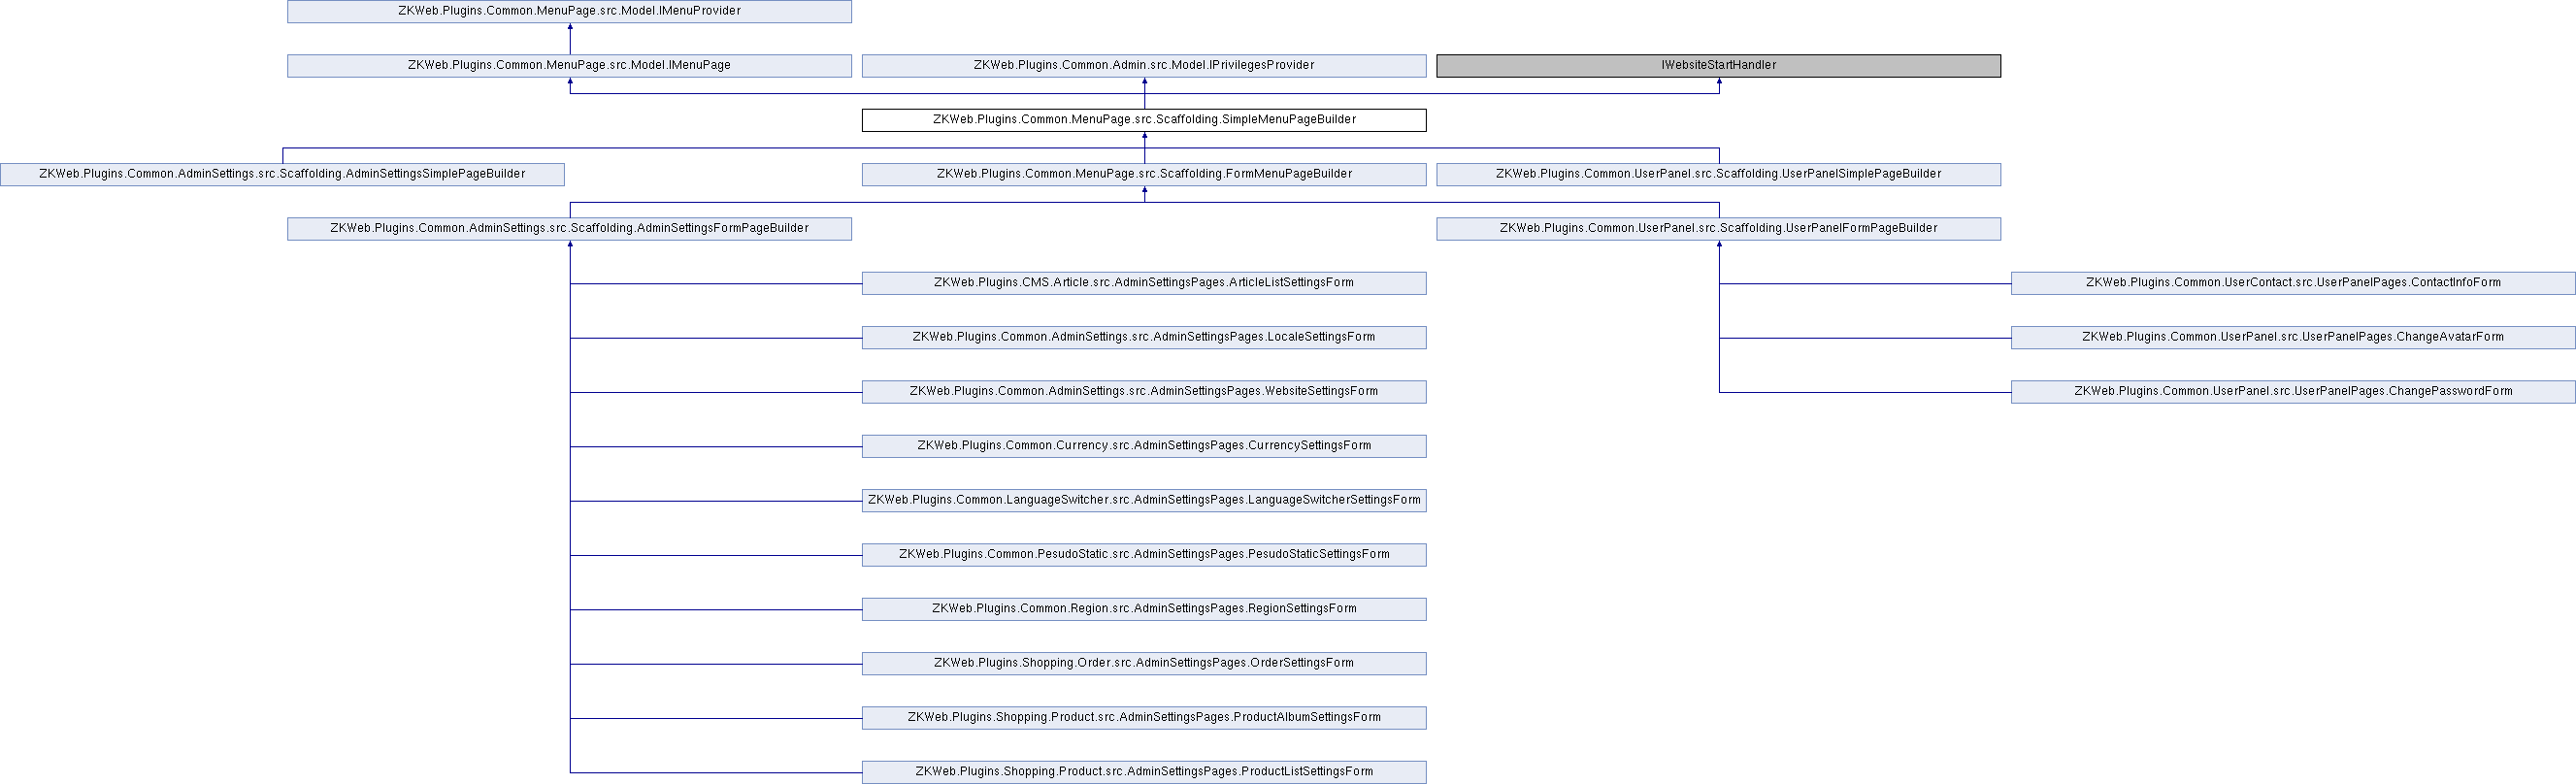 ZKWeb.Plugins.Common.MenuPage.src.Model.IMenuProvider
ZKWeb.Plugins.Common.MenuPage.src.Model.IMenuPage
ZKWeb.Plugins.Common.Admin.src.Model.IPrivilegesProvider
IWebsiteStartHandler
ZKWeb.Plugins.Common.MenuPage.src.Scaffolding.SimpleMenuPageBuilder
ZKWeb.Plugins.Common.AdminSettings.src.Scaffolding.AdminSettingsSimplePageBuilder
ZKWeb.Plugins.Common.MenuPage.src.Scaffolding.FormMenuPageBuilder
ZKWeb.Plugins.Common.UserPanel.src.Scaffolding.UserPanelSimplePageBuilder
ZKWeb.Plugins.Common.AdminSettings.src.Scaffolding.AdminSettingsFormPageBuilder
ZKWeb.Plugins.Common.UserPanel.src.Scaffolding.UserPanelFormPageBuilder
ZKWeb.Plugins.CMS.Article.src.AdminSettingsPages.ArticleListSettingsForm
ZKWeb.Plugins.Common.UserContact.src.UserPanelPages.ContactInfoForm
ZKWeb.Plugins.Common.AdminSettings.src.AdminSettingsPages.LocaleSettingsForm
ZKWeb.Plugins.Common.UserPanel.src.UserPanelPages.ChangeAvatarForm
ZKWeb.Plugins.Common.AdminSettings.src.AdminSettingsPages.WebsiteSettingsForm
ZKWeb.Plugins.Common.UserPanel.src.UserPanelPages.ChangePasswordForm
ZKWeb.Plugins.Common.Currency.src.AdminSettingsPages.CurrencySettingsForm
ZKWeb.Plugins.Common.LanguageSwitcher.src.AdminSettingsPages.LanguageSwitcherSettingsForm
ZKWeb.Plugins.Common.PesudoStatic.src.AdminSettingsPages.PesudoStaticSettingsForm
ZKWeb.Plugins.Common.Region.src.AdminSettingsPages.RegionSettingsForm
ZKWeb.Plugins.Shopping.Order.src.AdminSettingsPages.OrderSettingsForm
ZKWeb.Plugins.Shopping.Product.src.AdminSettingsPages.ProductAlbumSettingsForm
ZKWeb.Plugins.Shopping.Product.src.AdminSettingsPages.ProductListSettingsForm